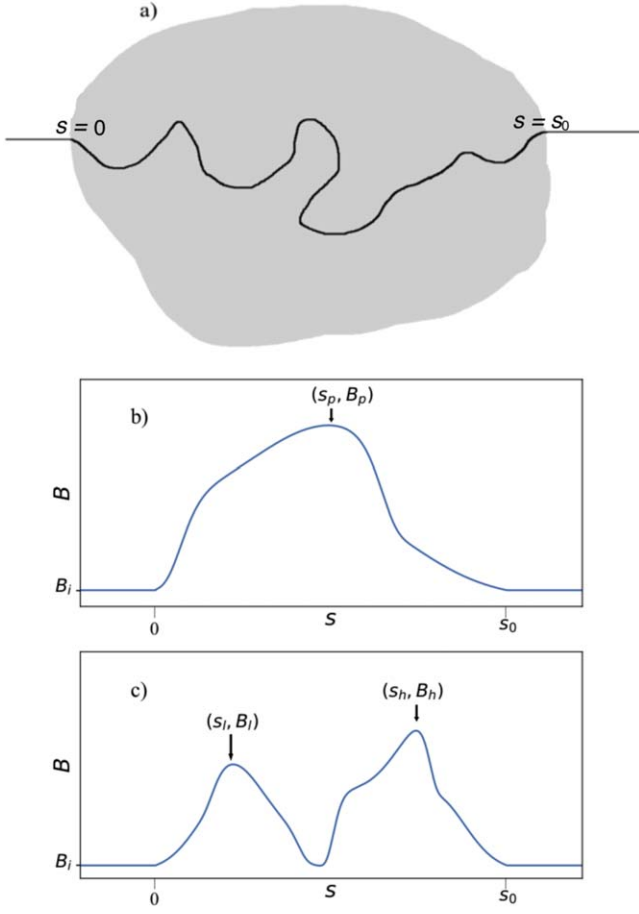 a)
s = 0
s = s₀
b)
(sₚ, Bₚ)
B
Bᵢ
0
s
s₀
c)
(sₗ, Bₗ)
(sₕ, Bₕ)
B
Bᵢ
0
s
s₀